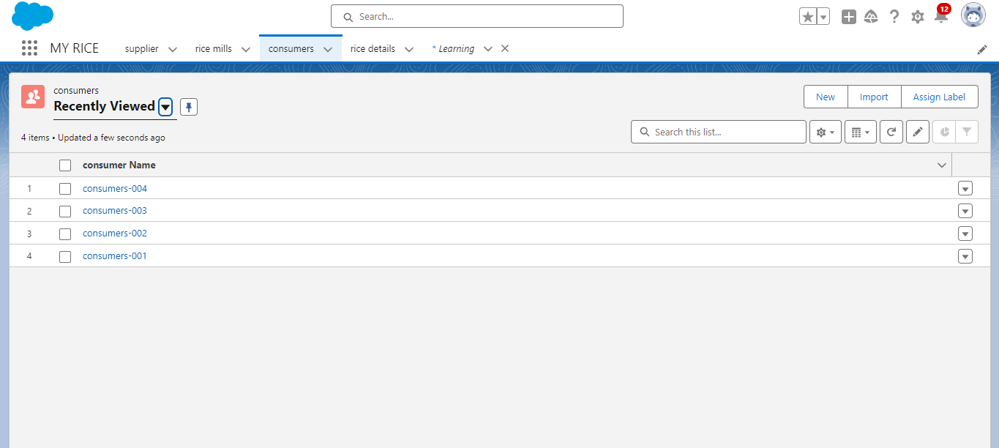 Search...
12
MY RICE
supplier
rice mills
consumers
rice details
* Learning
consumers
Recently Viewed
New
Import
Assign Label
4 items • Updated a few seconds ago
Search this list...
consumer Name
1 consumers-004
2 consumers-003
3 consumers-002
4 consumers-001